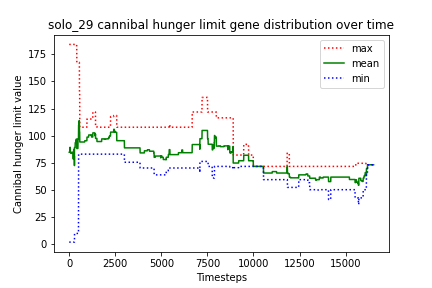 solo_29 cannibal hunger limit gene distribution over time
max
mean
min
Cannibal hunger limit value
175
150
125
100
75
50
25
0
0
2500
5000
7500
10000
12500
15000
Timesteps